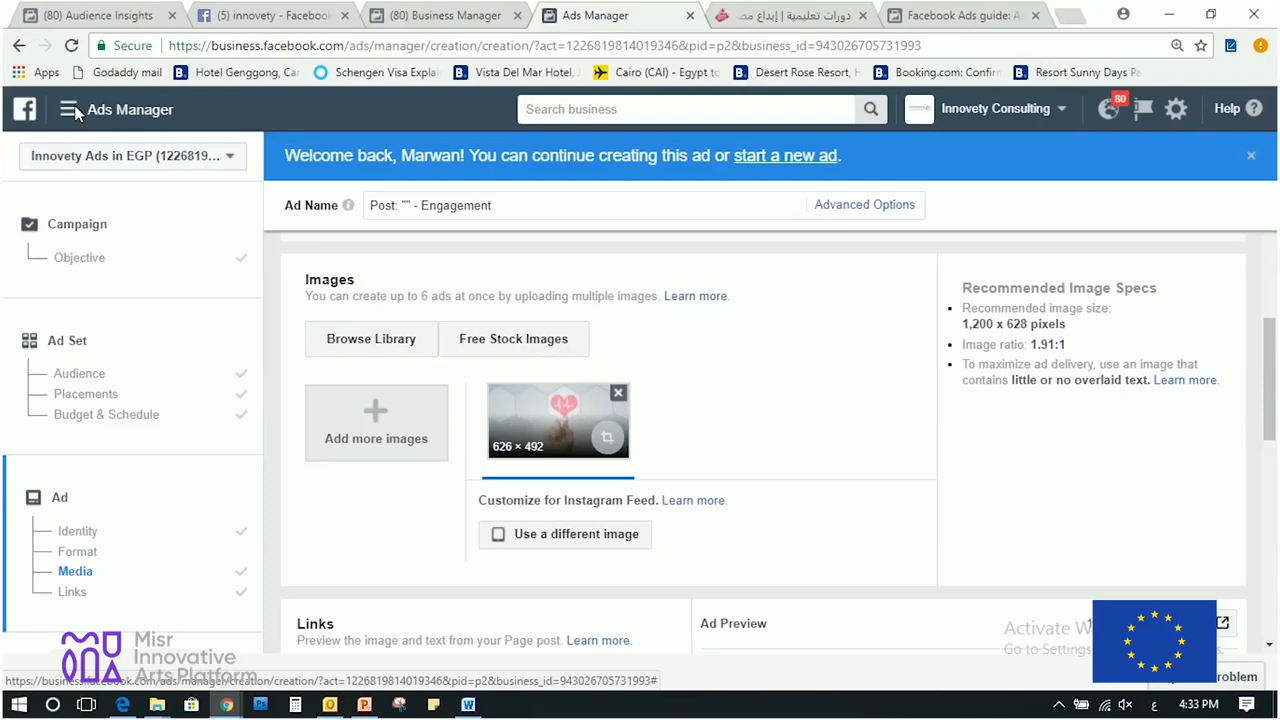 (80) Audience Insights
(5) innovety - Facebook
(80) Business Manager
Ads Manager
دورات تعليمية | إبداع مص
Facebook Ads guide: A
Secure
https://business.facebook.com/ads/manager/creation/creation/?act=1226819814019346&pid=p2&business_id=943026705731993
Apps
Godaddy mail
Hotel Genggong, Ca
Schengen Visa Explai
Vista Del Mar Hotel,
Cairo (CAI) - Egypt to
Desert Rose Resort, H
Booking.com: Confir
Resort Sunny Days Pa
Ads Manager
Search business
Innovety Consulting
80
Help
Innovety Ads in EGP (1226819...
Welcome back, Marwan! You can continue creating this ad or start a new ad.
Ad Name
Post: "" - Engagement
Advanced Options
Campaign
Objective
Ad Set
Audience
Placements
Budget & Schedule
Ad
Identity
Format
Media
Links
Images
You can create up to 6 ads at once by uploading multiple images. Learn more.
Browse Library
Free Stock Images
Add more images
626 × 492
Customize for Instagram Feed. Learn more.
Use a different image
Recommended Image Specs
Recommended image size:
1,200 x 628 pixels
Image ratio: 1.91:1
To maximize ad delivery, use an image that
contains little or no overlaid text. Learn more.
Links
Preview the image and text from your Page post. Learn more.
Ad Preview
Activate W
Go to Settings
roblem
Misr
Innovative
Arts Platform
https://business.facebook.com/ads/manager/creation/creation/?act=1226819814019346&pid=p2&business_id=943026705731993#
4:33 PM